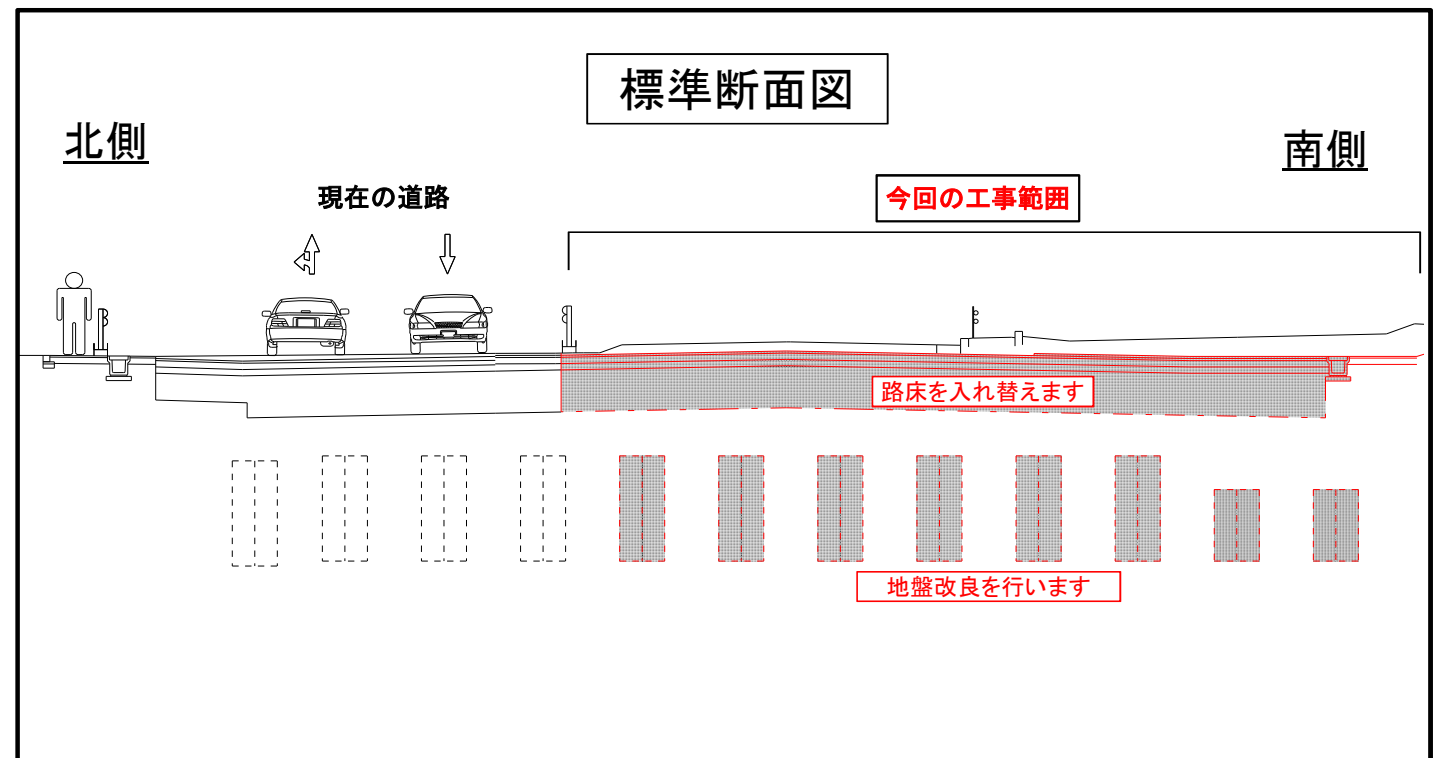 標準断面図
北側
南側
現在の道路
今回の工事範囲
路床を入れ替えます
地盤改良を行います